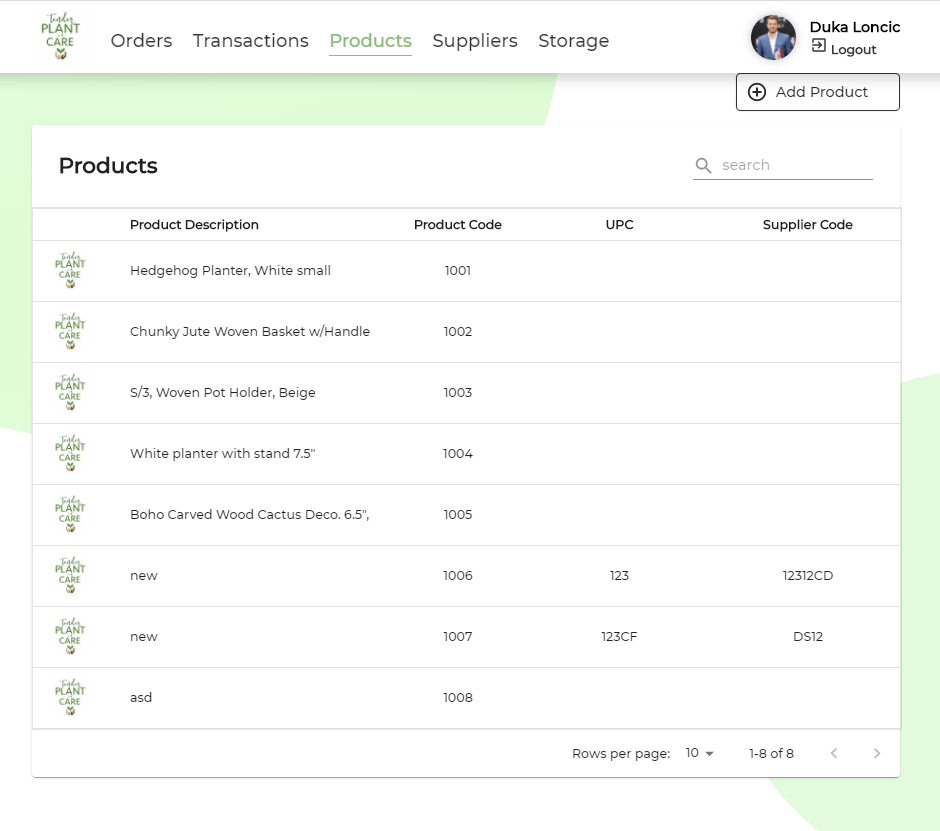 Tender
PLANT
CARE
Orders Transactions Products Suppliers Storage
Duka Loncic
Logout
Add Product
Products
search
Product Description Product Code UPC Supplier Code
Tender
PLANT
CARE
Hedgehog Planter, White small 1001
Tender
PLANT
CARE
Chunky Jute Woven Basket w/Handle 1002
Tender
PLANT
CARE
S/3, Woven Pot Holder, Beige 1003
Tender
PLANT
CARE
White planter with stand 7.5" 1004
Tender
PLANT
CARE
Boho Carved Wood Cactus Deco. 6.5", 1005
Tender
PLANT
CARE
new 1006 123 12312CD
Tender
PLANT
CARE
new 1007 123CF DS12
Tender
PLANT
CARE
asd 1008
Rows per page: 10 1-8 of 8